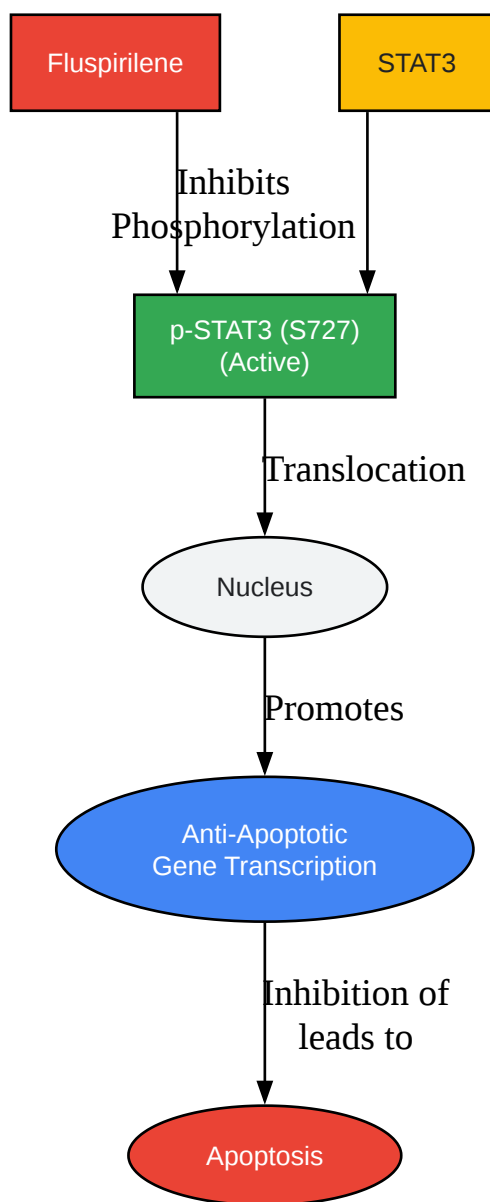 Fluspirilene
STAT3
Inhibits
Phosphorylation
p-STAT3 (S727)
(Active)
Translocation
Nucleus
Promotes
Anti-Apoptotic
Gene Transcription
Inhibition of
leads to
Apoptosis